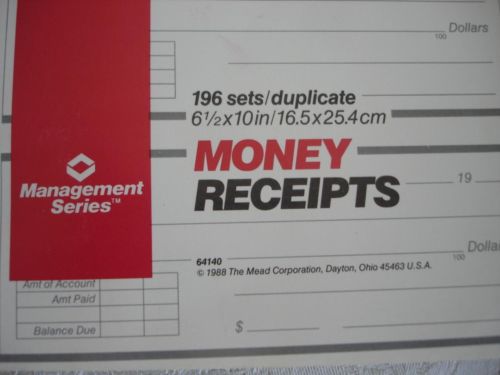 Dollars
100
196 sets/duplicate
6½x10in/16.5x25.4cm
MONEY
RECEIPTS
19
Management
Series™
64140
© 1988 The Mead Corporation, Dayton, Ohio 45463 U.S.A.
Dollar
100
Amt of Account
Amt Paid
Balance Due
$